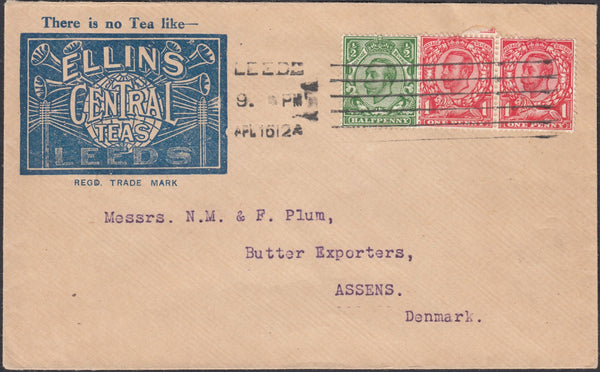 There is no Tea like—
ELLINS
CENTRAL
TEAS
LEEDS
REGD. TRADE MARK
LEEDS
9. PM
APL 16 12
HALFPENNY
ONE PENNY
ONE PENNY
Messrs. N.M. & F. Plum,
Butter Exporters,
ASSENS.
Denmark.